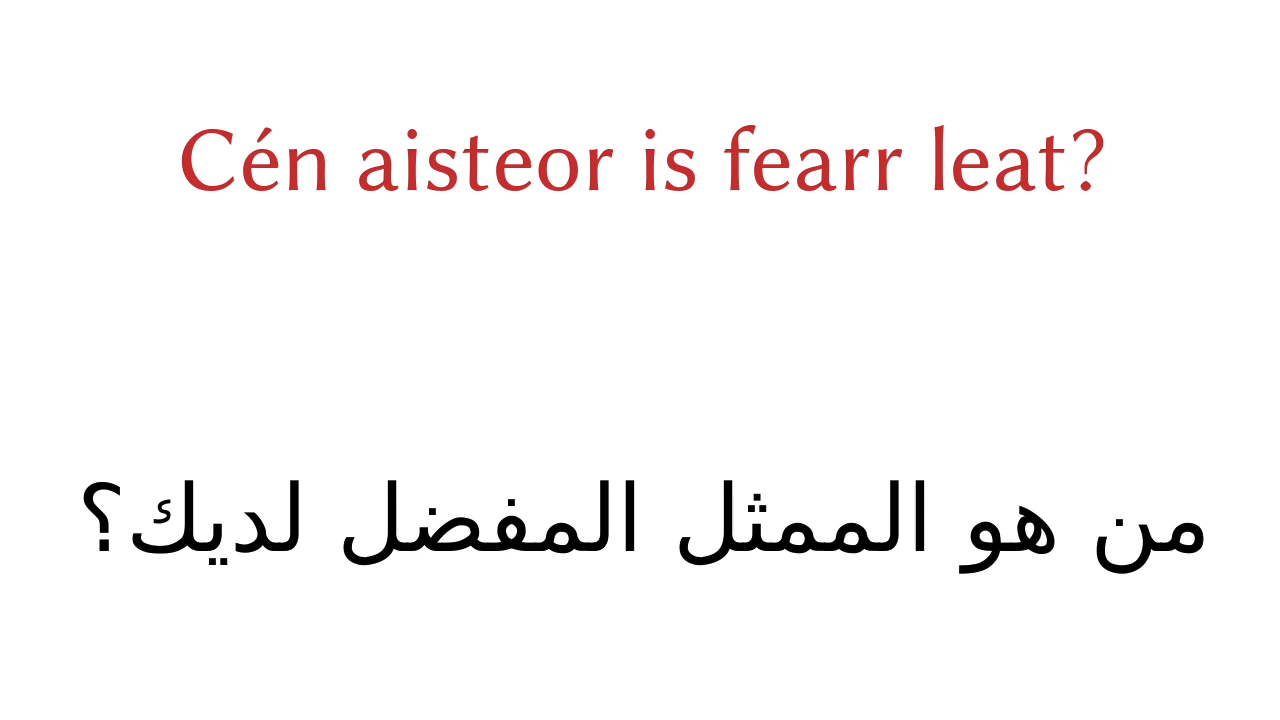 Cén aisteor is fearr leat?
من هو الممثل المفضل لديك؟